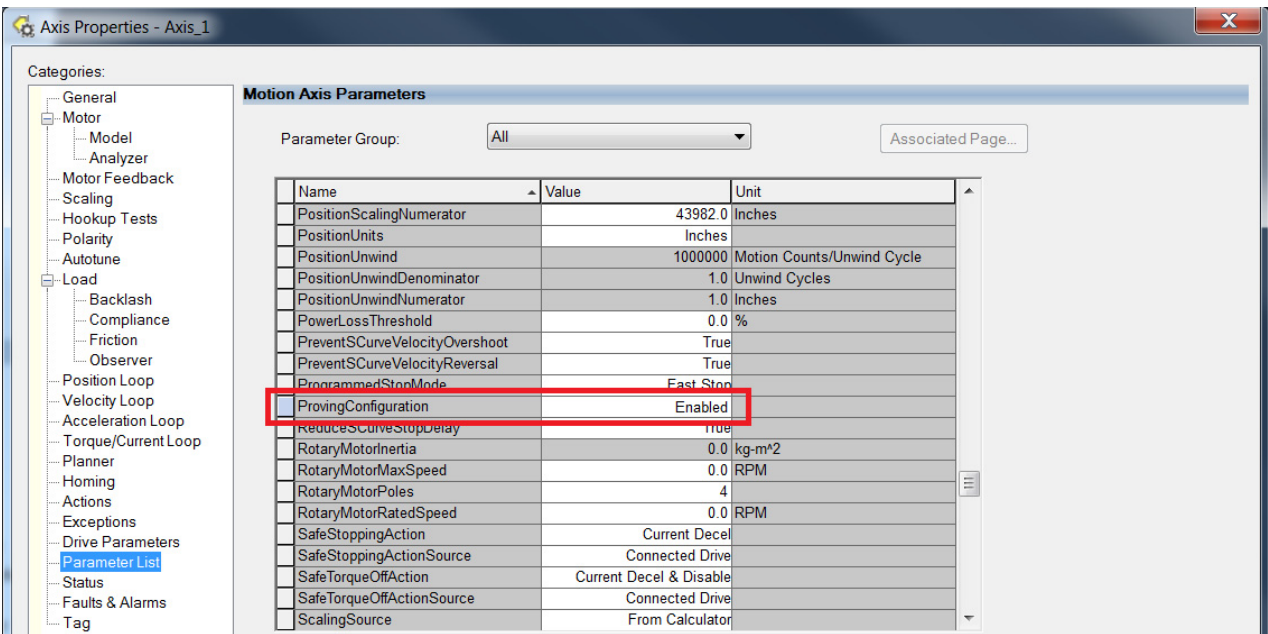 Axis Properties - Axis_1
X
Categories:
General
Motor
Model
Analyzer
Motor Feedback
Scaling
Hookup Tests
Polarity
Autotune
Load
Backlash
Compliance
Friction
Observer
Position Loop
Velocity Loop
Acceleration Loop
Torque/Current Loop
Planner
Homing
Actions
Exceptions
Drive Parameters
Parameter List
Status
Faults & Alarms
Tag
Motion Axis Parameters
Parameter Group: All Associated Page...
Name Value Unit
PositionScalingNumerator 43982.0 Inches
PositionUnits Inches
PositionUnwind 1000000 Motion Counts/Unwind Cycle
PositionUnwindDenominator 1.0 Unwind Cycles
PositionUnwindNumerator 1.0 Inches
PowerLossThreshold 0.0 %
PreventSCurveVelocityOvershoot True
PreventSCurveVelocityReversal True
ProgrammedStopMode Fast Stop
ProvingConfiguration Enabled
ReduceSCurveStopDelay True
RotaryMotorInertia 0.0 kg-m^2
RotaryMotorMaxSpeed 0.0 RPM
RotaryMotorPoles 4
RotaryMotorRatedSpeed 0.0 RPM
SafeStoppingAction Current Decel
SafeStoppingActionSource Connected Drive
SafeTorqueOffAction Current Decel & Disable
SafeTorqueOffActionSource Connected Drive
ScalingSource From Calculator